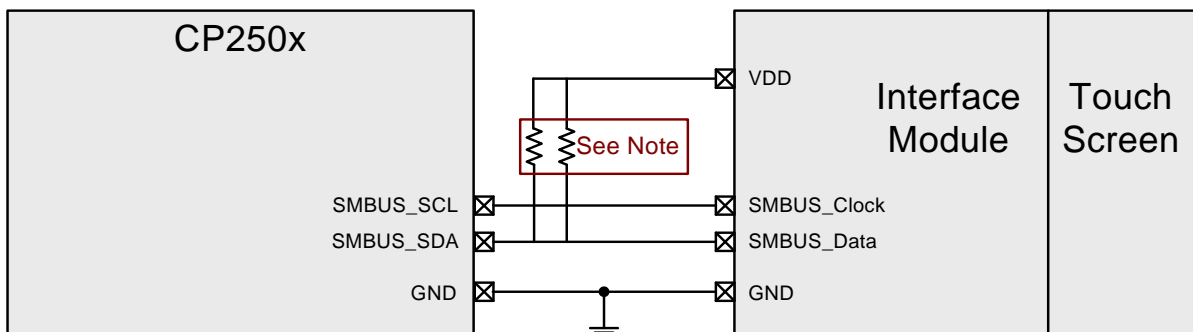 CP250x
VDD
Interface
Module
Touch
Screen
See Note
SMBUS_SCL
SMBUS_Clock
SMBUS_SDA
SMBUS_Data
GND
GND